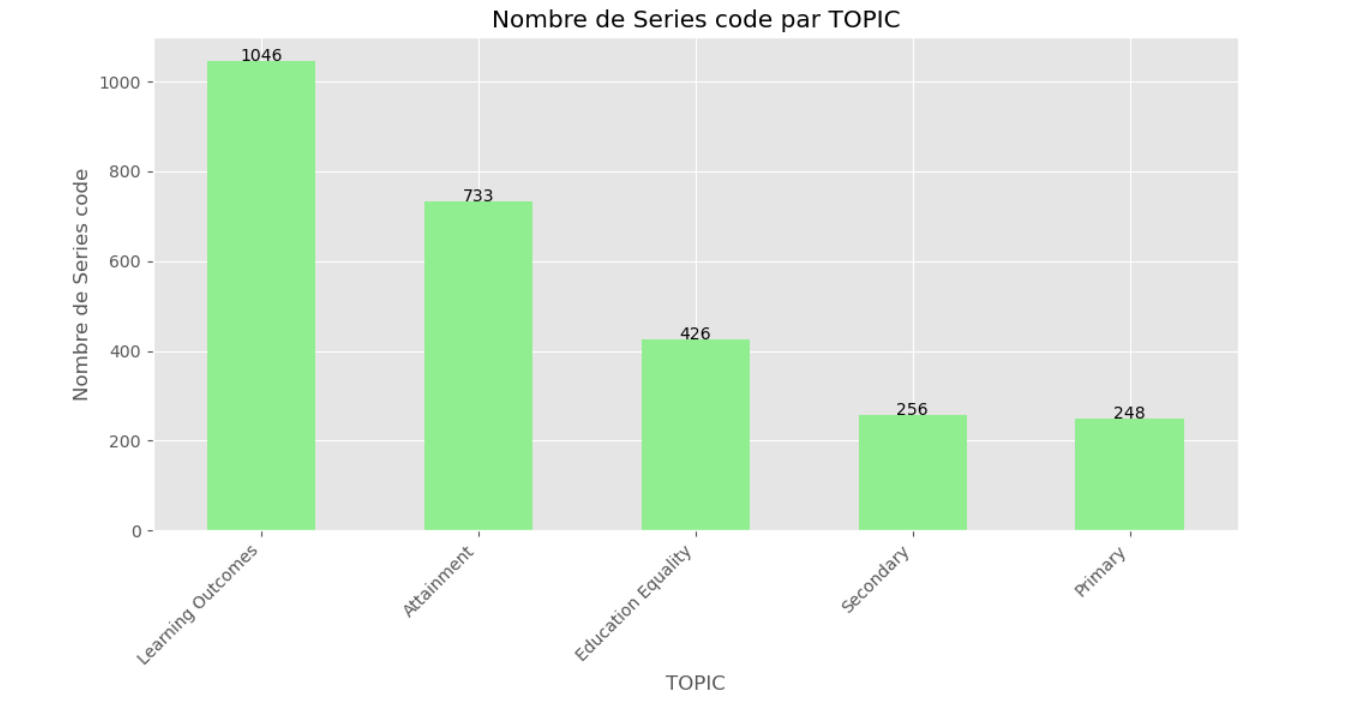 Nombre de Series code par TOPIC
Nombre de Series code
1000
800
600
400
200
0
1046
733
426
256
248
Learning Outcomes
Attainment
Education Equality
Secondary
Primary
TOPIC